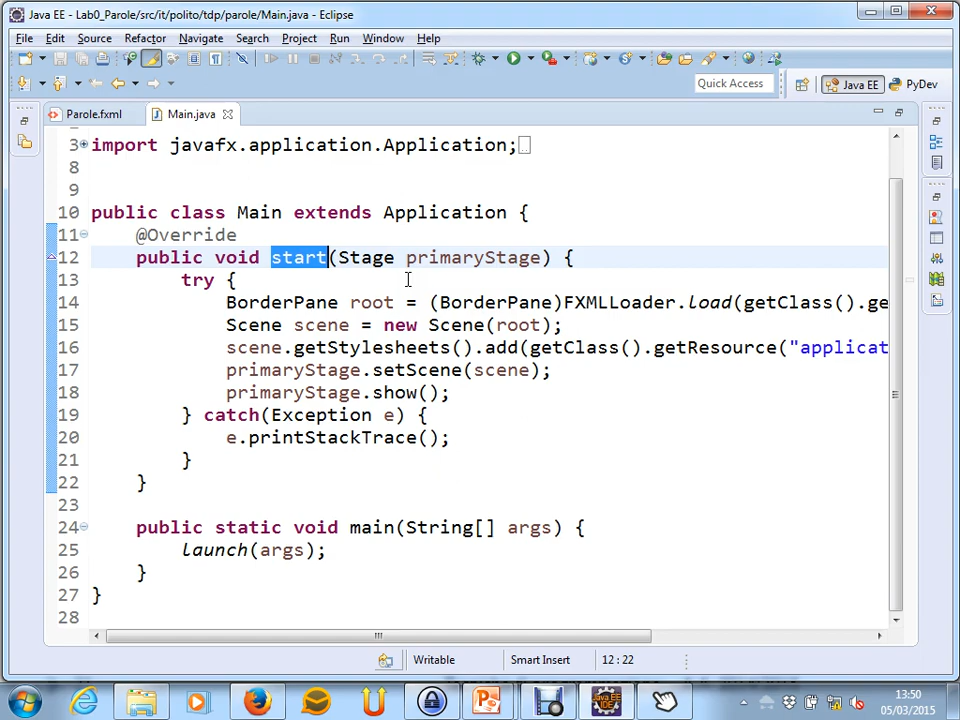 Java EE - Lab0_Parole/src/it/polito/tdp/parole/Main.java - Eclipse
File Edit Source Refactor Navigate Search Project Run Window Help
Quick Access
Java EE
PyDev
Parole.fxml
Main.java
3 import javafx.application.Application;
8
9
10 public class Main extends Application {
11 @Override
12 public void start(Stage primaryStage) {
13 try {
14 BorderPane root = (BorderPane)FXMLLoader.load(getClass().ge
15 Scene scene = new Scene(root);
16 scene.getStylesheets().add(getClass().getResource("applicat
17 primaryStage.setScene(scene);
18 primaryStage.show();
19 } catch(Exception e) {
20 e.printStackTrace();
21 }
22 }
23
24 public static void main(String[] args) {
25 launch(args);
26 }
27 }
28
Writable
Smart Insert
12 : 22
Java EE
IDE
13:50
05/03/2015